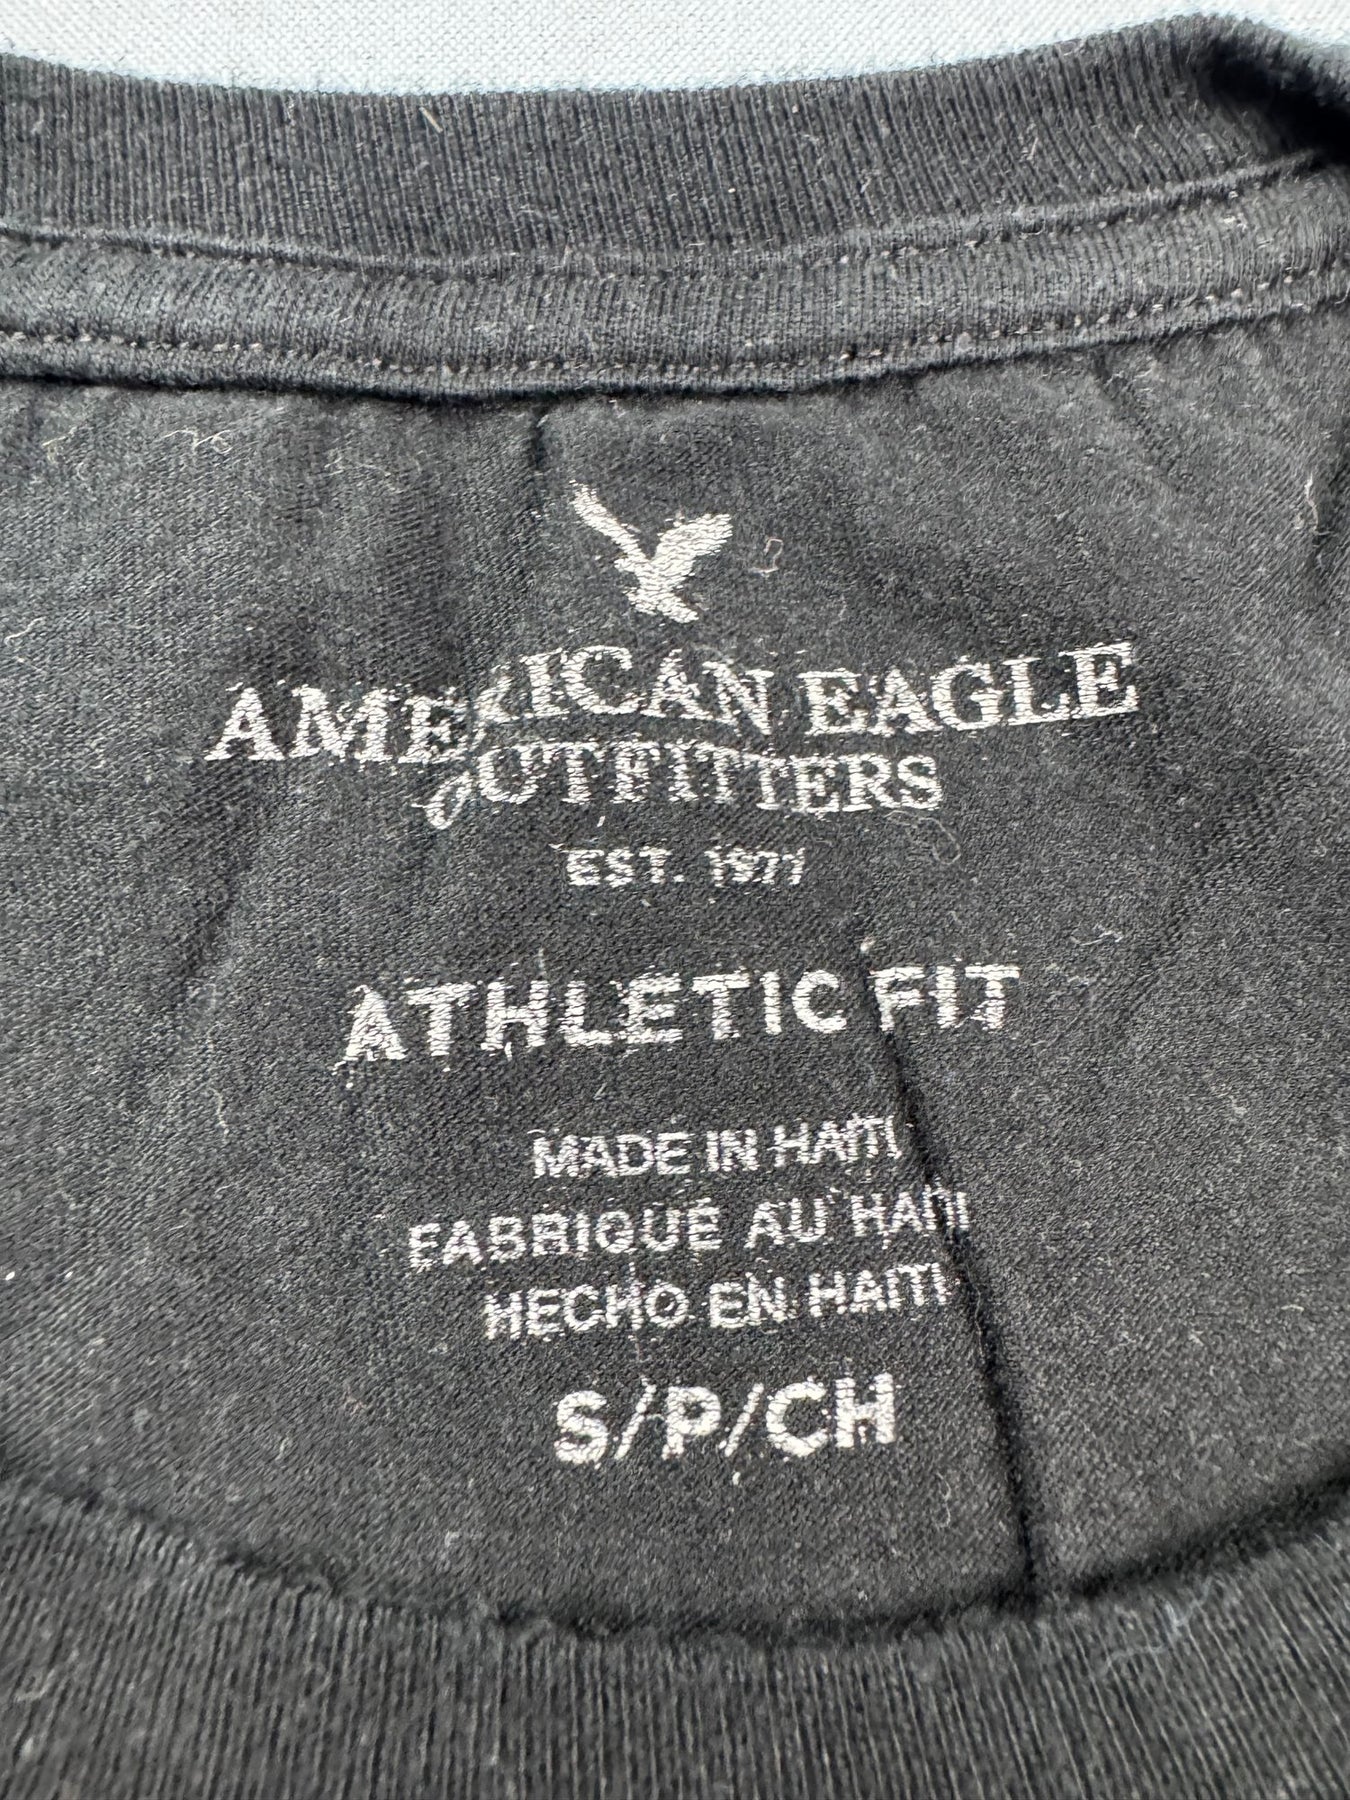 AMERICAN EAGLE
OUTFITTERS
EST. 1977
ATHLETIC FIT
MADE IN HAITI
FABRIQUÉ AU HAITI
HECHO EN HAITI
S/P/CH